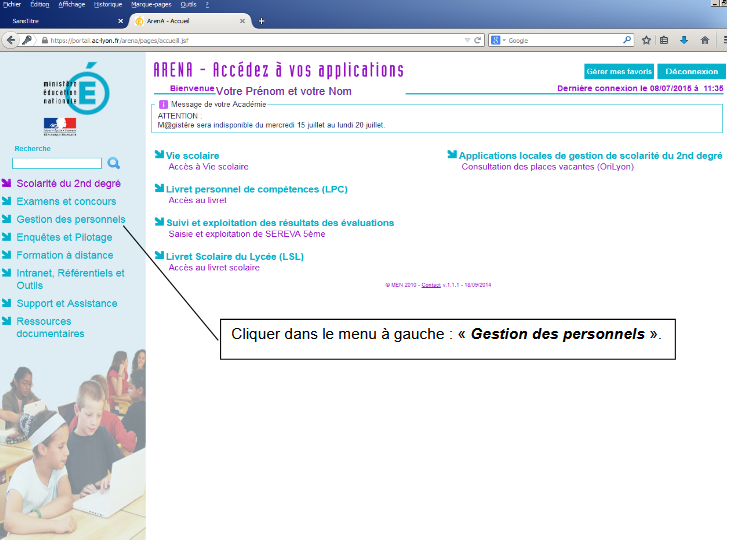 Fichier Édition Affichage Historique Marque-pages Outils ?
SansTitre × ArenA - Accueil × +
https://portail.ac-lyon.fr/arena/pages/accueill.jsf
Google
ministère
éducation
nationale
ARENA - Accédez à vos applications
Gérer mes favoris Déconnexion
Bienvenue Votre Prénom et votre Nom
Dernière connexion le 08/07/2015 à 11:35
Message de votre Académie
ATTENTION :
M@gistère sera indisponible du mercredi 15 juillet au lundi 20 juillet.
Recherche
Scolarité du 2nd degré
Examens et concours
Gestion des personnels
Enquêtes et Pilotage
Formation à distance
Intranet, Référentiels et
Outils
Support et Assistance
Ressources
documentaires
Vie scolaire
Accès à Vie scolaire
Livret personnel de compétences (LPC)
Accès au livret
Suivi et exploitation des résultats des évaluations
Saisie et exploitation de SEREVA 5ème
Livret Scolaire du Lycée (LSL)
Accès au livret scolaire
Applications locales de gestion de scolarité du 2nd degré
Consultation des places vacantes (OriLyon)
© MEN 2010 - Contact v.1.1.1 - 18/09/2014
Cliquer dans le menu à gauche : « Gestion des personnels ».